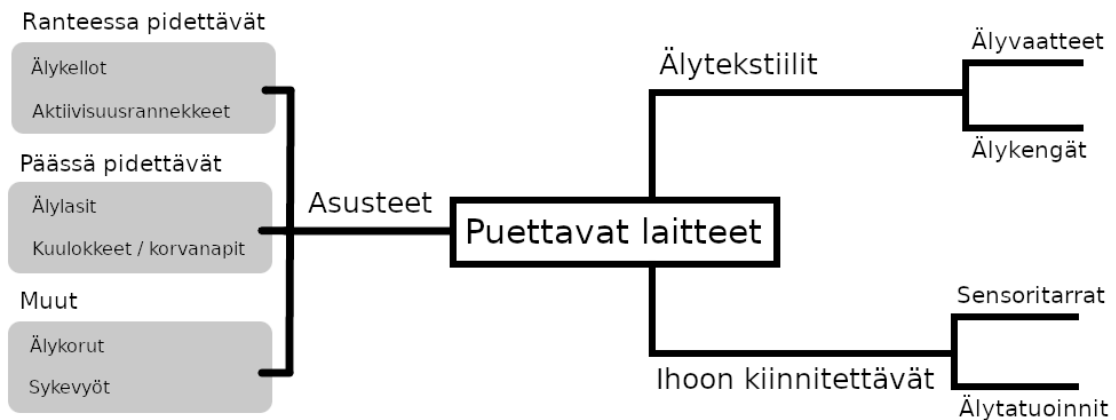 Ranteessa pidettävät
Älykellot
Aktiivisuusrannekkeet
Päässä pidettävät
Älylasit
Kuulokkeet / korvanapit
Muut
Älykorut
Sykevyöt
Asusteet
Puettavat laitteet
Älytekstiilit
Älyvaatteet
Älykengät
Ihoon kiinnitettävät
Sensoritarrat
Älytatuoinnit